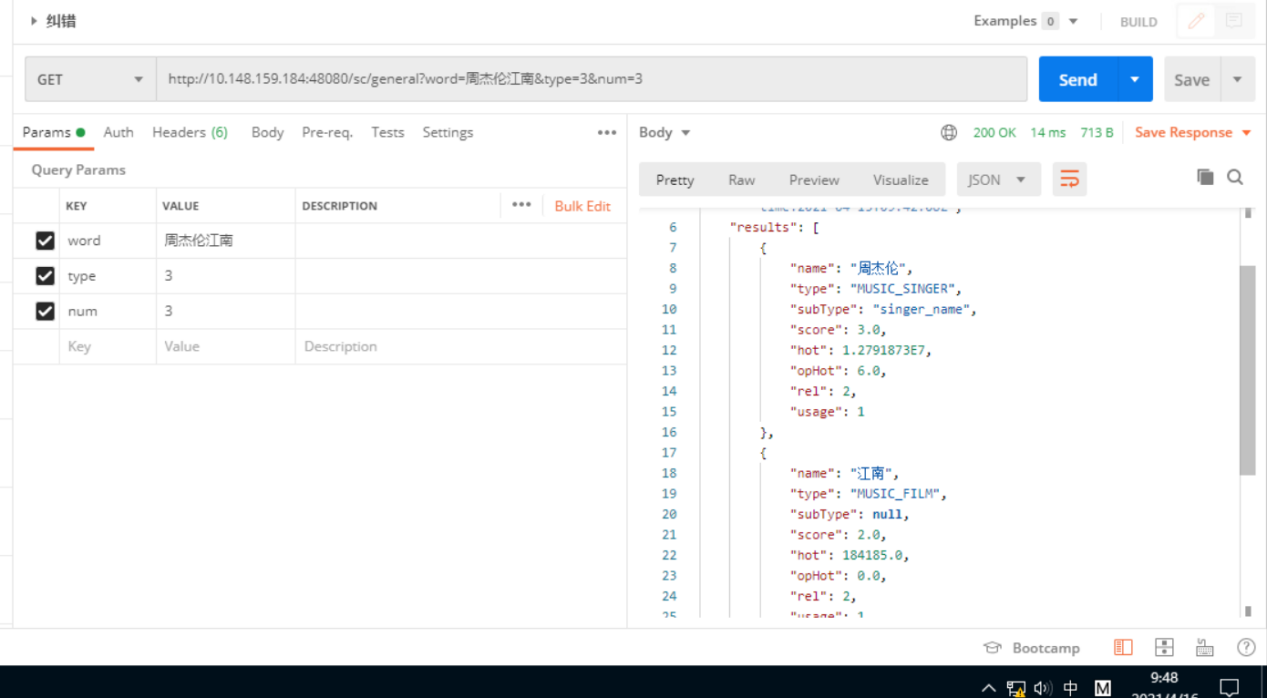 纠错
Examples 0
BUILD
GET
http://10.148.159.184:48080/sc/general?word=周杰伦江南&type=3&num=3
Send
Save
Params
Auth
Headers (6)
Body
Pre-req.
Tests
Settings
Body
200 OK
14 ms
713 B
Save Response
Query Params
Pretty
Raw
Preview
Visualize
JSON
KEY
VALUE
DESCRIPTION
Bulk Edit
word
周杰伦江南
type
3
num
3
Key
Value
Description
6 "results": [
7 {
8 "name": "周杰伦",
9 "type": "MUSIC_SINGER",
10 "subType": "singer_name",
11 "score": 3.0,
12 "hot": 1.2791873E7,
13 "opHot": 6.0,
14 "rel": 2,
15 "usage": 1
16 },
17 {
18 "name": "江南",
19 "type": "MUSIC_FILM",
20 "subType": null,
21 "score": 2.0,
22 "hot": 184185.0,
23 "opHot": 0.0,
24 "rel": 2,
25 "usage": 1
Bootcamp
中
M
9:48
2021/4/16